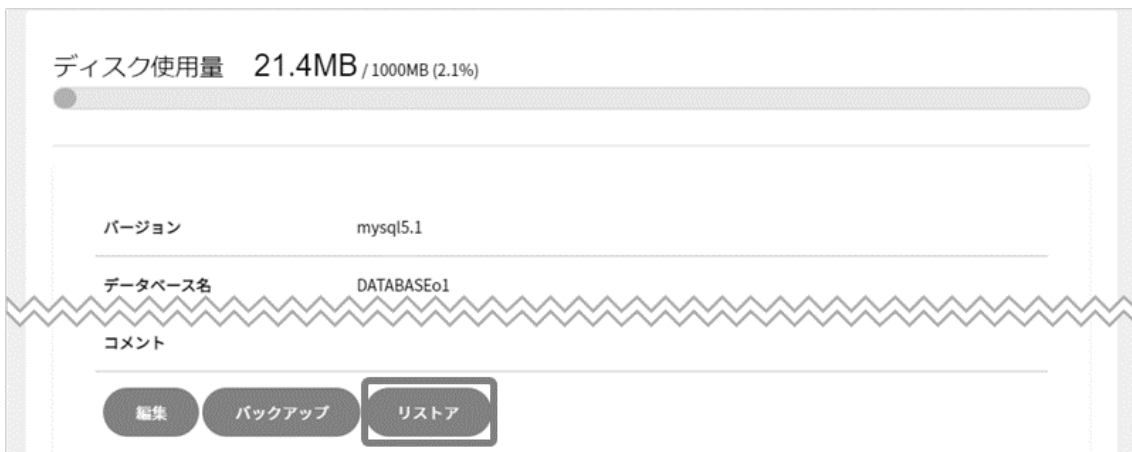 ディスク使用量 21.4MB / 1000MB (2.1%)
バージョン mysql5.1
データベース名 DATABASEo1
コメント
編集 バックアップ リストア